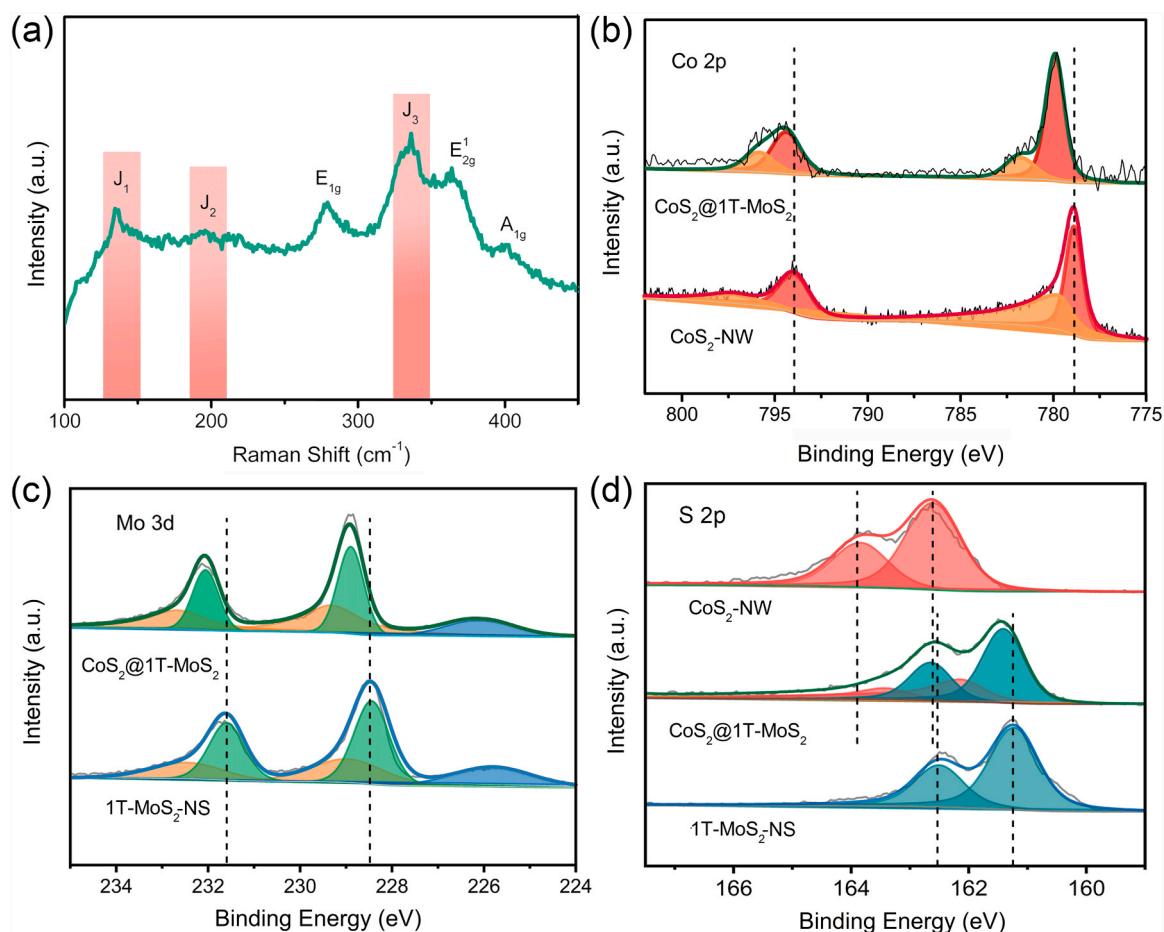 (a)
J₁
J₂
E₁g
J₃
E¹₂g
A₁g
Intensity (a.u.)
100 200 300 400
Raman Shift (cm⁻¹)
(b)
Co 2p
CoS₂@1T-MoS₂
CoS₂-NW
Intensity (a.u.)
800 795 790 785 780 775
Binding Energy (eV)
(c)
Mo 3d
CoS₂@1T-MoS₂
1T-MoS₂-NS
Intensity (a.u.)
234 232 230 228 226 224
Binding Energy (eV)
(d)
S 2p
CoS₂-NW
CoS₂@1T-MoS₂
1T-MoS₂-NS
Intensity (a.u.)
166 164 162 160
Binding Energy (eV)